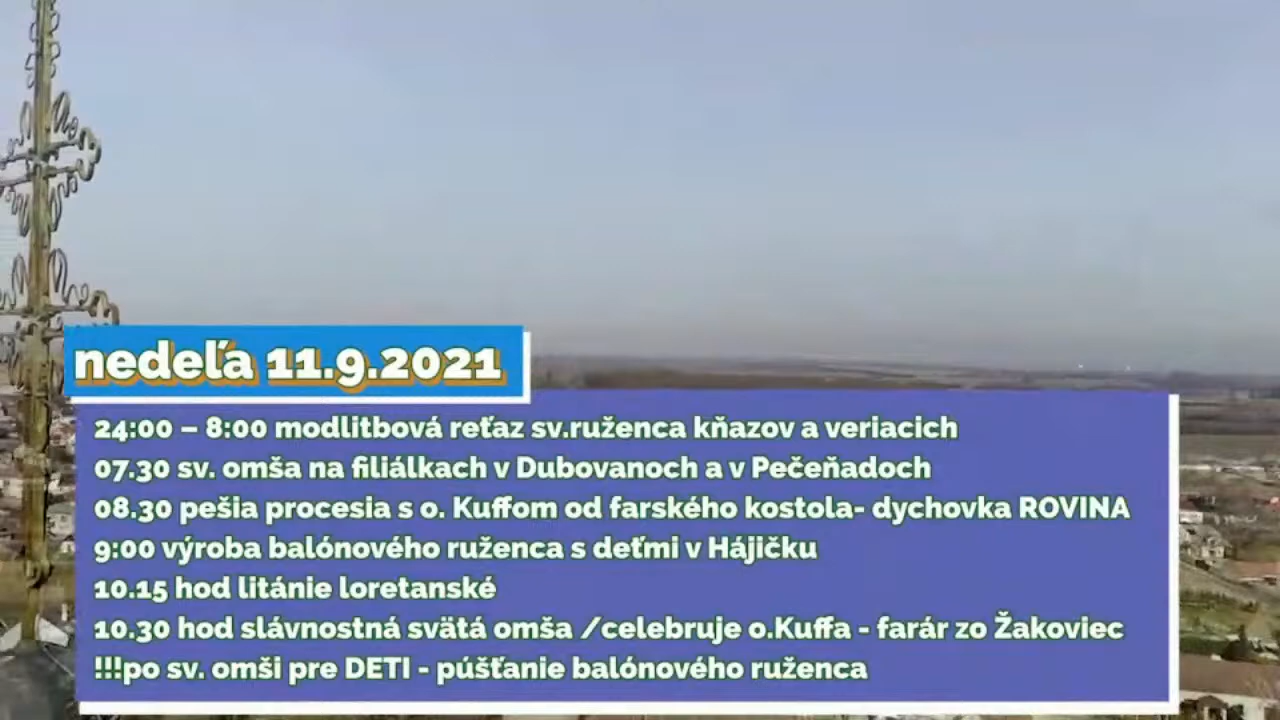 nedeľa 11.9.2021
24:00 – 8:00 modlitbová reťaz sv.ruženca kňazov a veriacich
07.30 sv. omša na filiálkach v Dubovanoch a v Pečeňadoch
08.30 pešia procesia s o. Kuffom od farského kostola- dychovka ROVINA
9:00 výroba balónového ruženca s deťmi v Hájičku
10.15 hod litánie loretanské
10.30 hod slávnostná svätá omša /celebruje o.Kuffa - farár zo Žakoviec
!!!po sv. omši pre DETI - púšťanie balónového ruženca